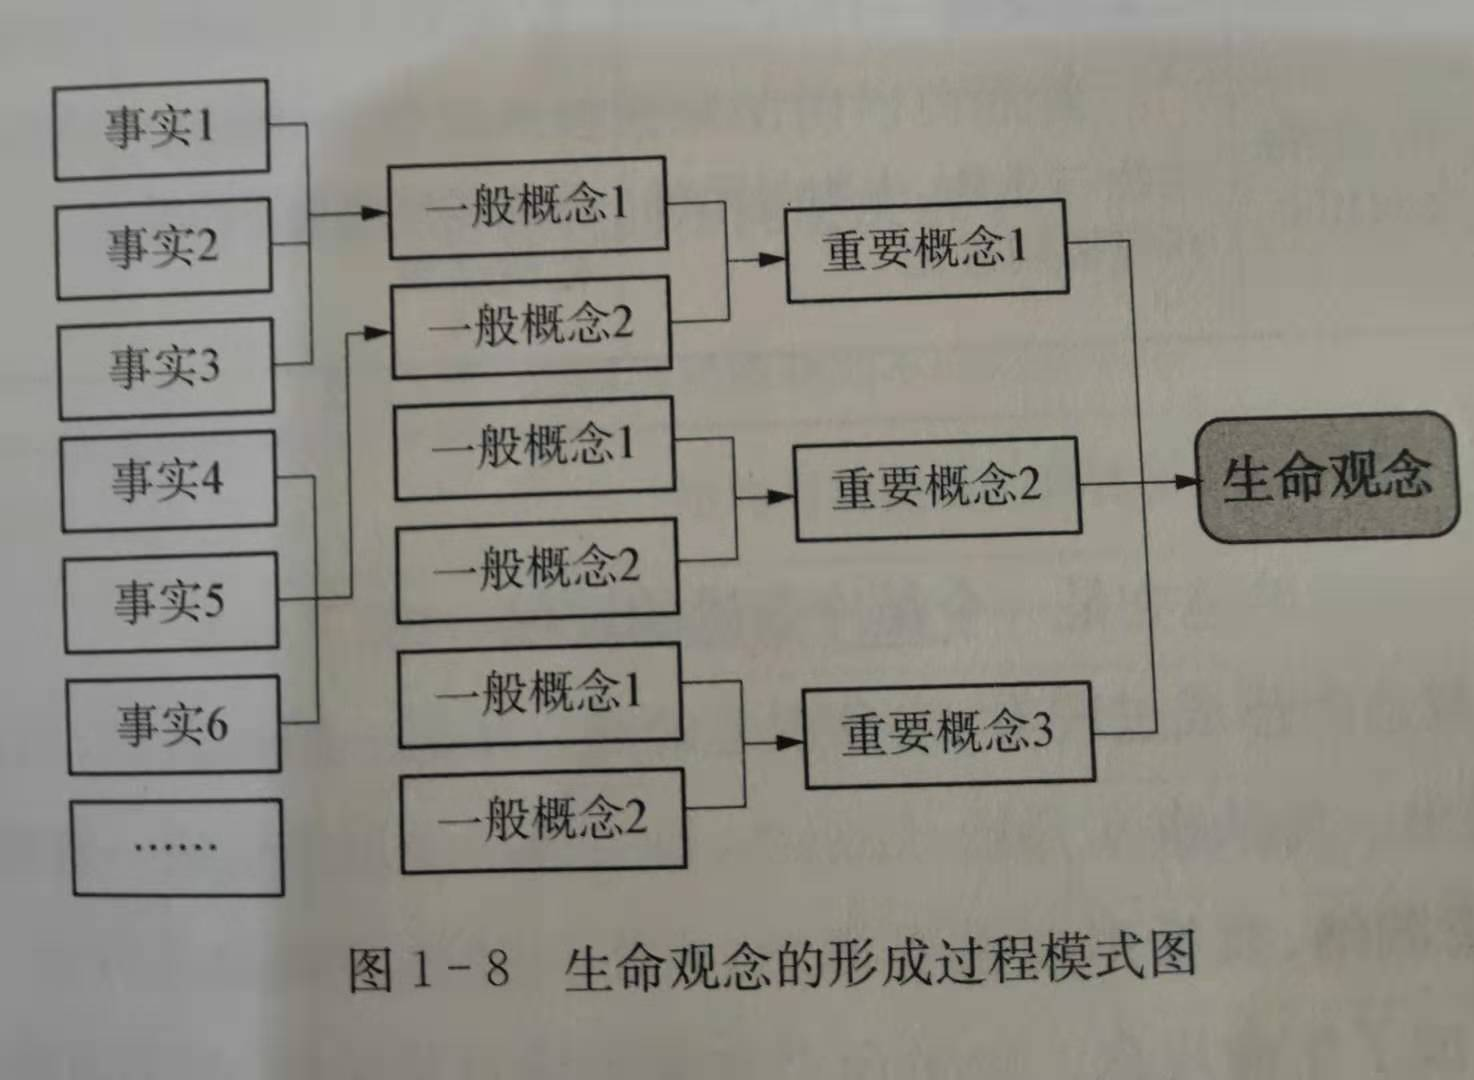 事实1
事实2
事实3
事实4
事实5
事实6
……
一般概念1
一般概念2
一般概念1
一般概念2
一般概念1
一般概念2
重要概念1
重要概念2
重要概念3
生命观念
图1-8 生命观念的形成过程模式图